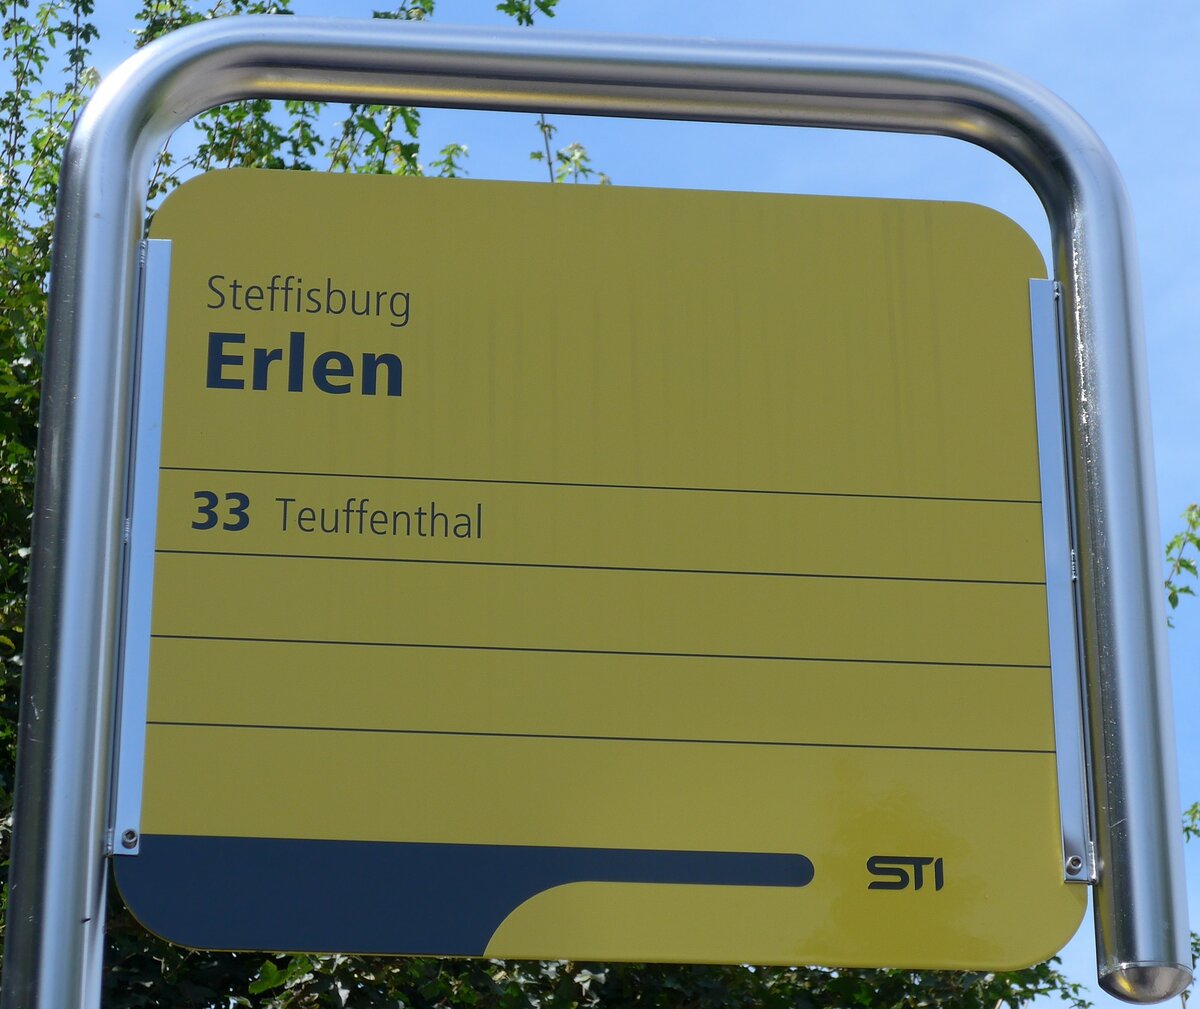 Steffisburg
Erlen
33 Teuffenthal
STI